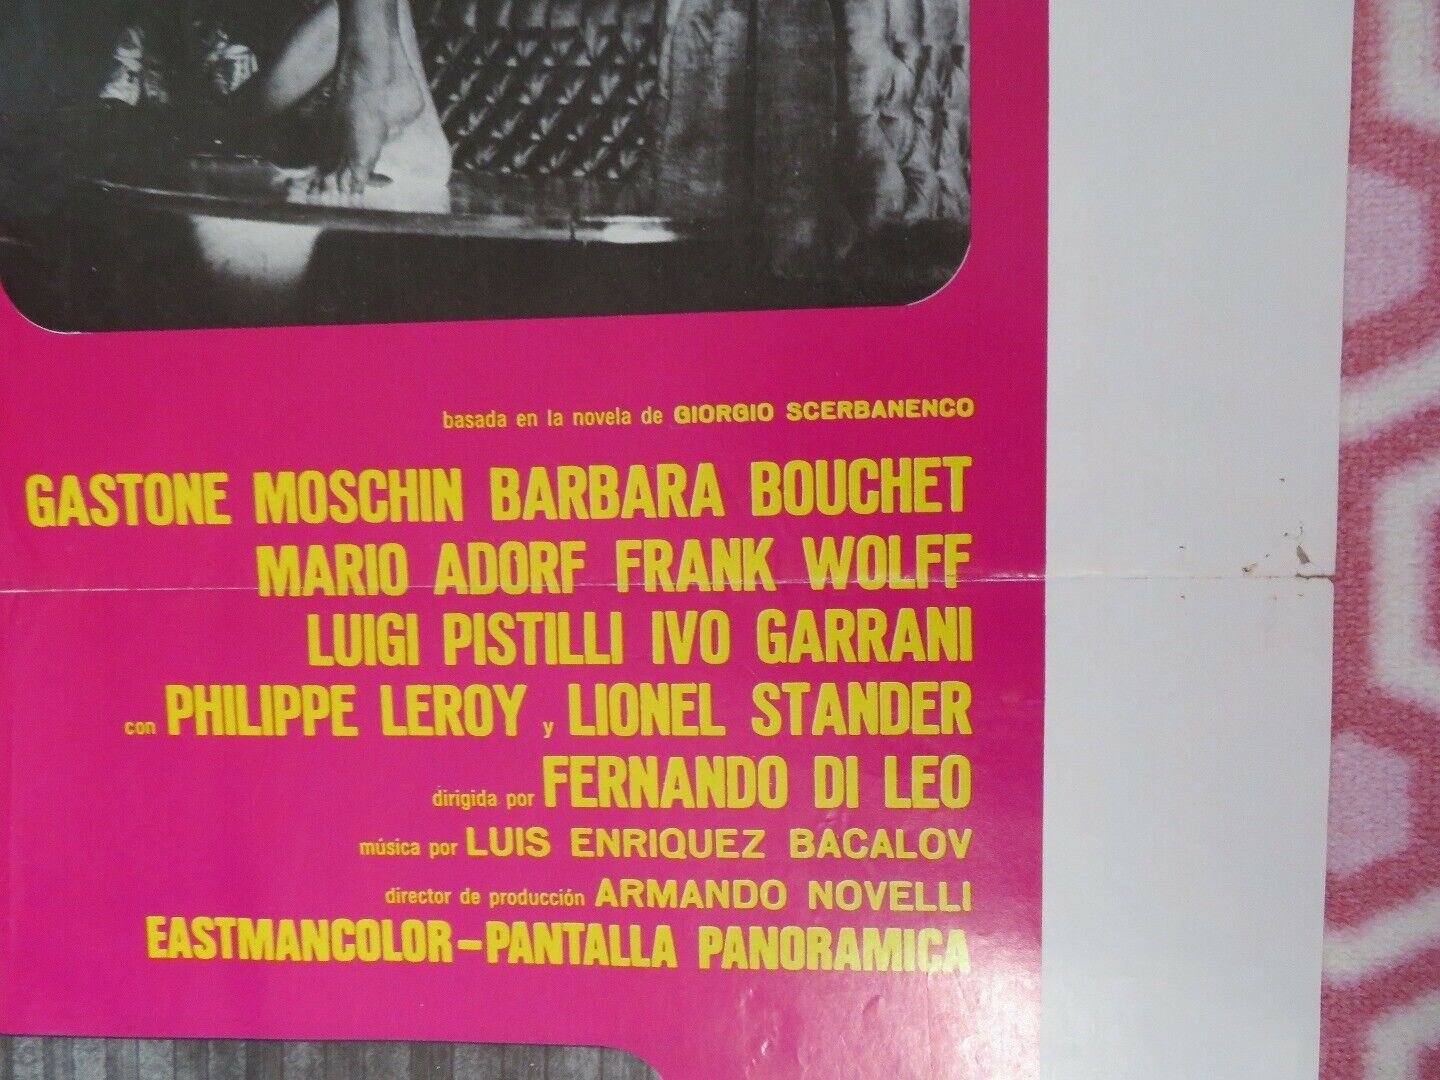 basada en la novela de GIORGIO SCERBANENCO
GASTONE MOSCHIN BARBARA BOUCHET
MARIO ADORF FRANK WOLFF
LUIGI PISTILLI IVO GARRANI
con PHILIPPE LEROY y LIONEL STANDER
dirigida por FERNANDO DI LEO
música por LUIS ENRIQUEZ BACALOV
director de producción ARMANDO NOVELLI
EASTMANCOLOR-PANTALLA PANORAMICA